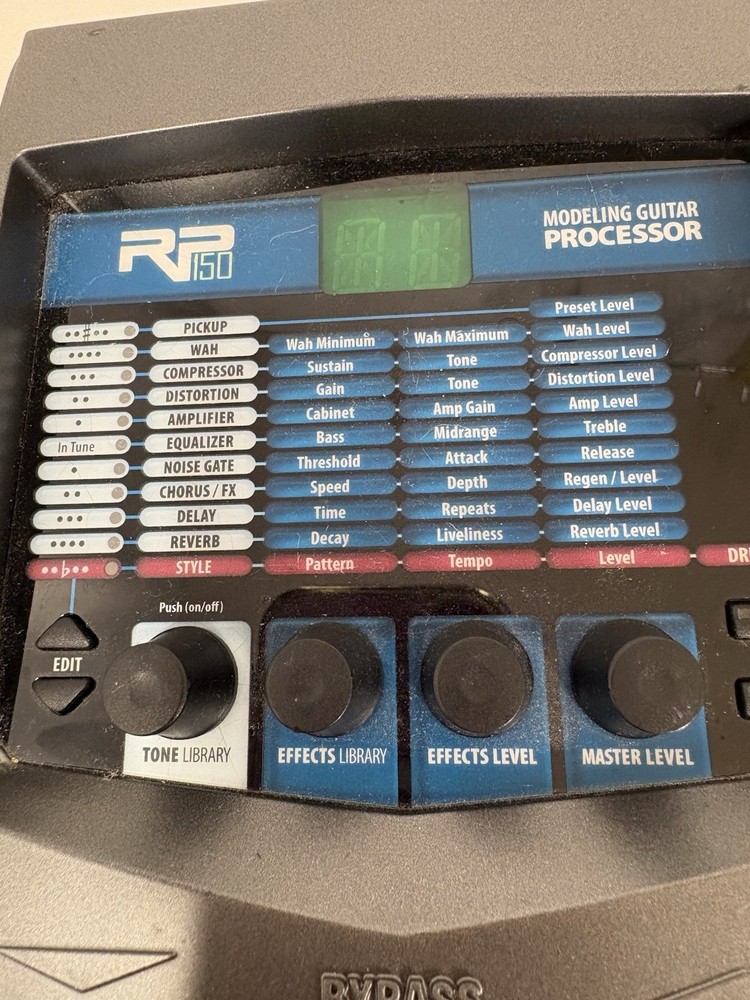 RP150
MODELING GUITAR
PROCESSOR
Preset Level
PICKUP
WAH Wah Minimum Wah Maximum Wah Level
COMPRESSOR Sustain Tone Compressor Level
DISTORTION Gain Tone Distortion Level
AMPLIFIER Cabinet Amp Gain Amp Level
In Tune EQUALIZER Bass Midrange Treble
NOISE GATE Threshold Attack Release
CHORUS / FX Speed Depth Regen / Level
DELAY Time Repeats Delay Level
REVERB Decay Liveliness Reverb Level
STYLE Pattern Tempo Level
Push (on/off)
EDIT
TONE LIBRARY EFFECTS LIBRARY EFFECTS LEVEL MASTER LEVEL
BYPASS